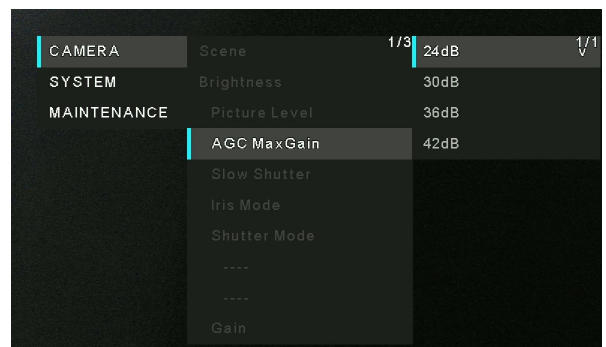 CAMERA
SYSTEM
MAINTENANCE
1/3
Scene
Brightness
Picture Level
AGC MaxGain
Slow Shutter
Iris Mode
Shutter Mode
----
----
Gain
1/1
24dB
30dB
36dB
42dB